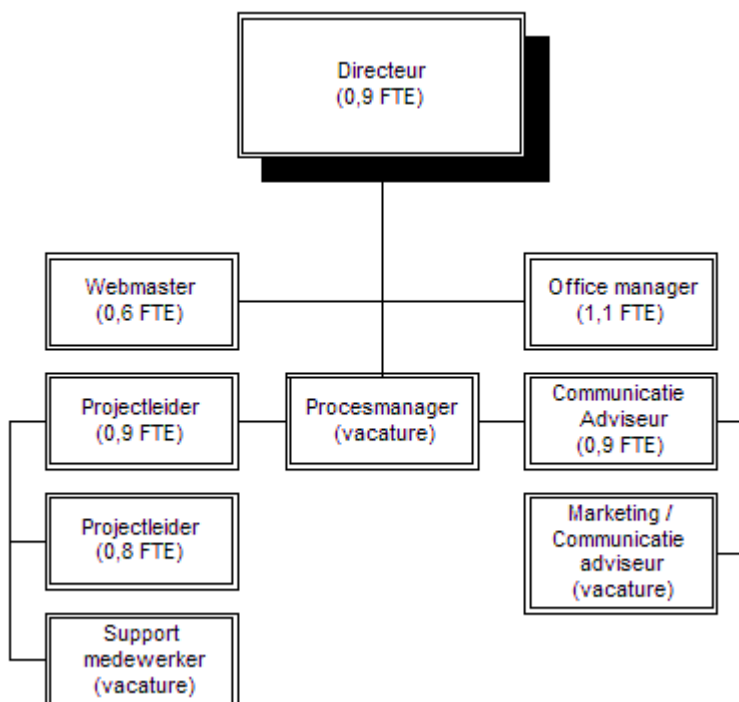 Directeur
(0,9 FTE)
Webmaster
(0,6 FTE)
Office manager
(1,1 FTE)
Projectleider
(0,9 FTE)
Procesmanager
(vacature)
Communicatie
Adviseur
(0,9 FTE)
Projectleider
(0,8 FTE)
Marketing /
Communicatie
adviseur
(vacature)
Support
medewerker
(vacature)